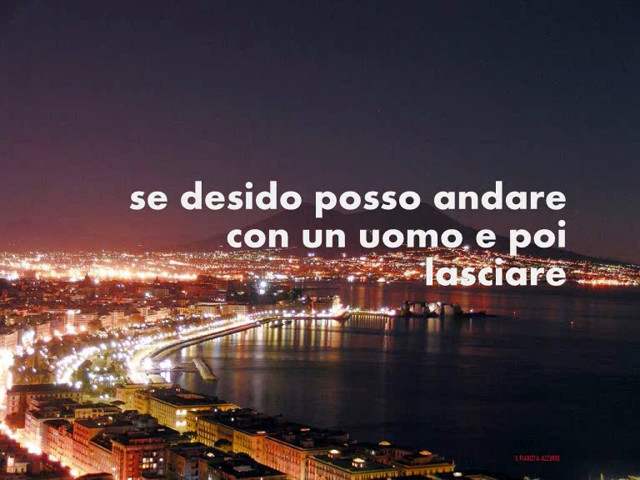 se desido posso andare
con un uomo e poi
lasciare